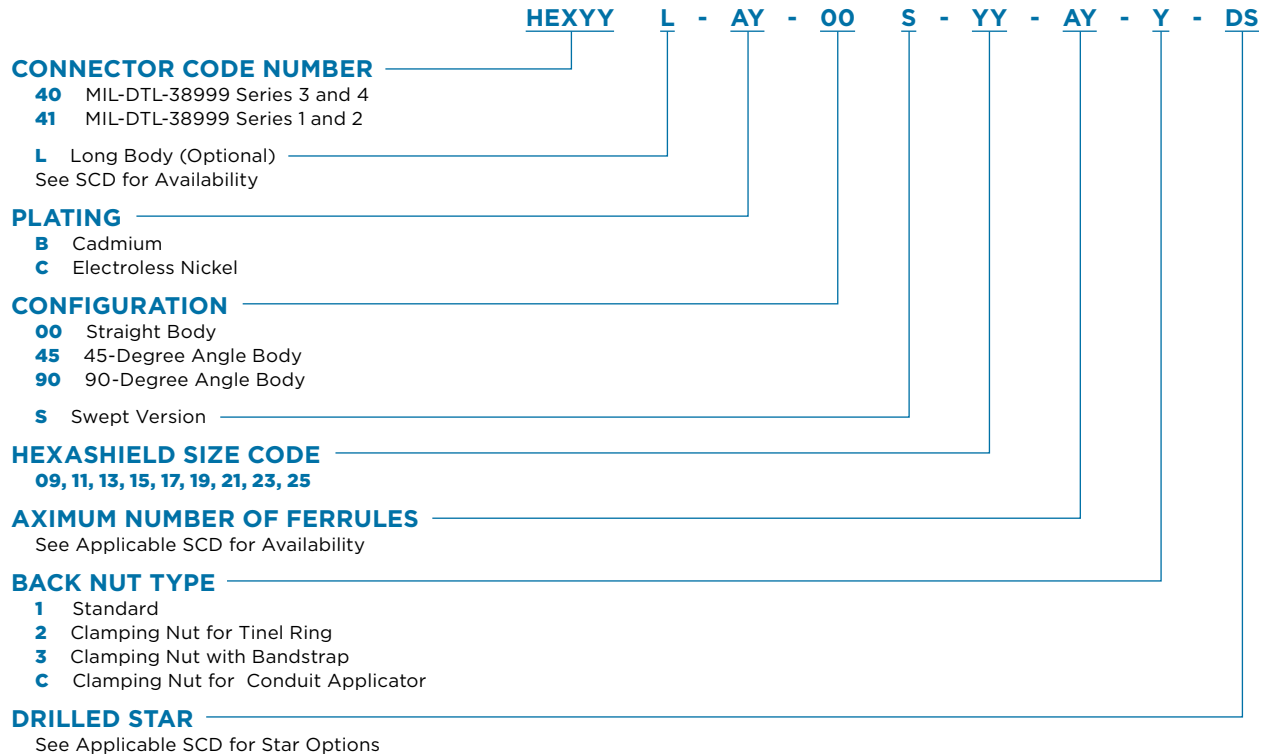 HEXYY L - AY - 00 S - YY - AY - Y - DS
CONNECTOR CODE NUMBER
40 MIL-DTL-38999 Series 3 and 4
41 MIL-DTL-38999 Series 1 and 2
L Long Body (Optional)
See SCD for Availability
PLATING
B Cadmium
C Electroless Nickel
CONFIGURATION
00 Straight Body
45 45-Degree Angle Body
90 90-Degree Angle Body
S Swept Version
HEXASHIELD SIZE CODE
09, 11, 13, 15, 17, 19, 21, 23, 25
AXIMUM NUMBER OF FERRULES
See Applicable SCD for Availability
BACK NUT TYPE
1 Standard
2 Clamping Nut for Tinel Ring
3 Clamping Nut with Bandstrap
C Clamping Nut for Conduit Applicator
DRILLED STAR
See Applicable SCD for Star Options